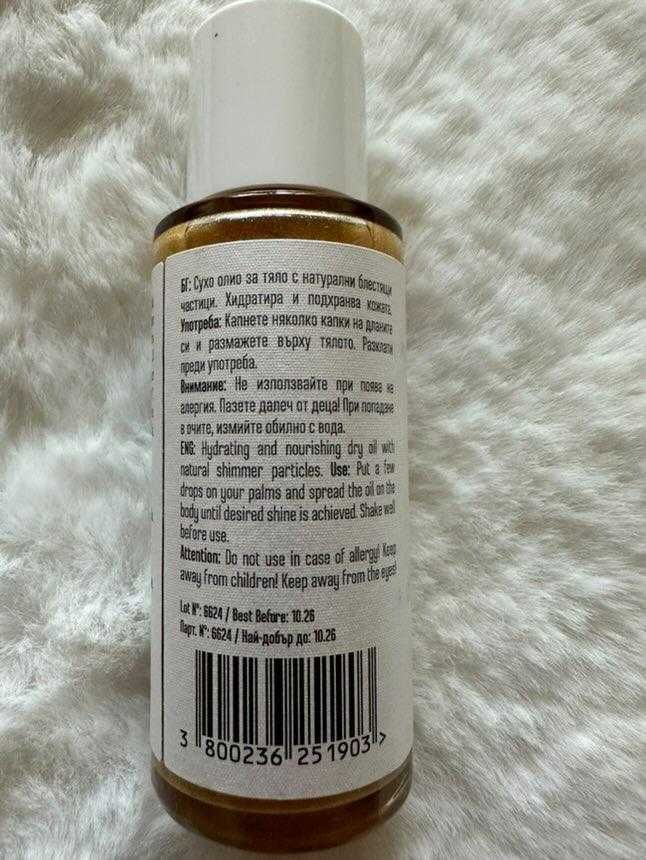 БГ: Сухо олио за тяло с натурални блестящи
частици. Хидратира и подхранва кожата.
Употреба: Капнете няколко капки на дланите
си и размажете върху тялото. Разклати
преди употреба.
Внимание: Не използвайте при поява на
алергия. Пазете далеч от деца! При попадане
в очите, измийте обилно с вода.
ENG: Hydrating and nourishing dry oil with
natural shimmer particles. Use: Put a few
drops on your palms and spread the oil on the
body until desired shine is achieved. Shake well
before use.
Attention: Do not use in case of allergy! Keep
away from children! Keep away from the eyes!
Lot N°: 6624 / Best Before: 10.26
Парт. N°: 6624 / Най-добър до: 10.26
3 800236 251903 >